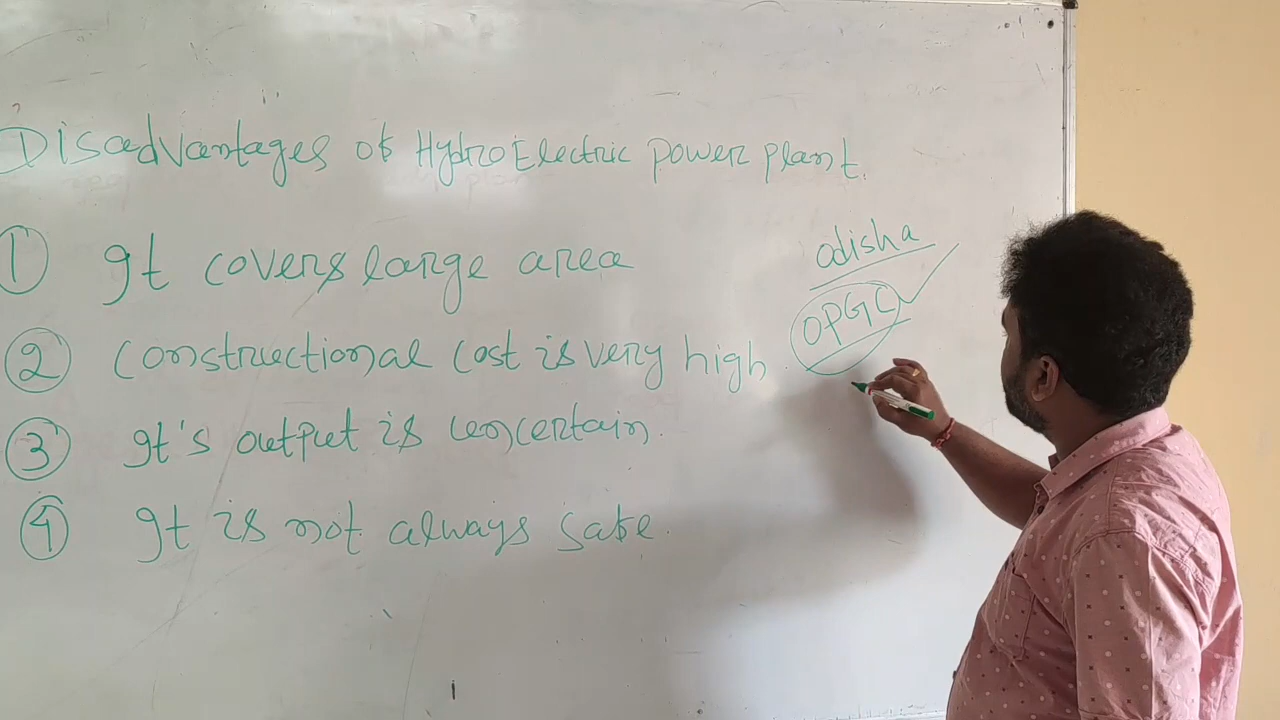 Disadvantages of HydroElectric power plant.
① It covers large area
② Constructional cost is very high.
③ It's output is uncertain.
④ It is not always safe.
odisha
OPGC